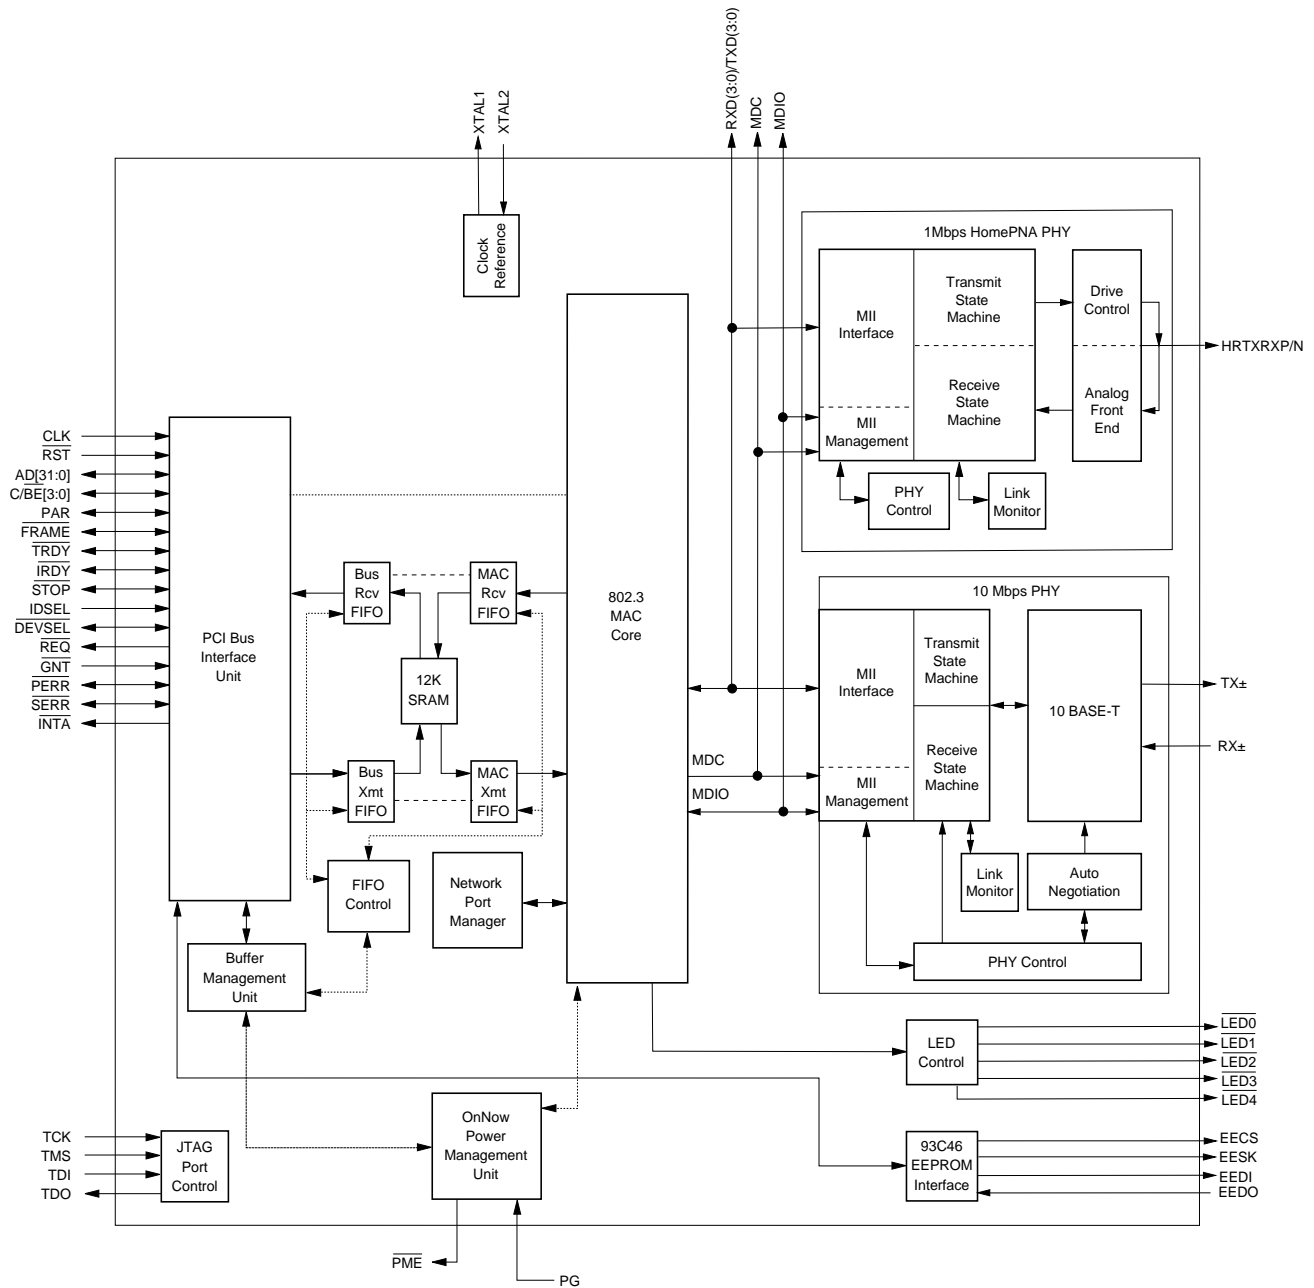 RXD(3:0)/TXD(3:0)
MDC
MDIO
XTAL1
XTAL2
Clock
Reference
1Mbps HomePNA PHY
MII
Interface
Transmit
State
Machine
Drive
Control
HRTXRXP/N
Receive
State
Machine
Analog
Front
End
MII
Management
PHY
Control
Link
Monitor
CLK
RST
AD[31:0]
C/BE[3:0]
PAR
FRAME
TRDY
IRDY
STOP
IDSEL
DEVSEL
REQ
GNT
PERR
SERR
INTA
PCI Bus
Interface
Unit
Bus
Rcv
FIFO
MAC
Rcv
FIFO
12K
SRAM
Bus
Xmt
FIFO
MAC
Xmt
FIFO
FIFO
Control
Network
Port
Manager
802.3
MAC
Core
MDC
MDIO
10 Mbps PHY
MII
Interface
Transmit
State
Machine
Receive
State
Machine
MII
Management
10 BASE-T
TX±
RX±
Link
Monitor
Auto
Negotiation
PHY Control
Buffer
Management
Unit
LED
Control
LED0
LED1
LED2
LED3
LED4
OnNow
Power
Management
Unit
93C46
EEPROM
Interface
EECS
EESK
EEDI
EEDO
TCK
TMS
TDI
TDO
JTAG
Port
Control
PME
PG